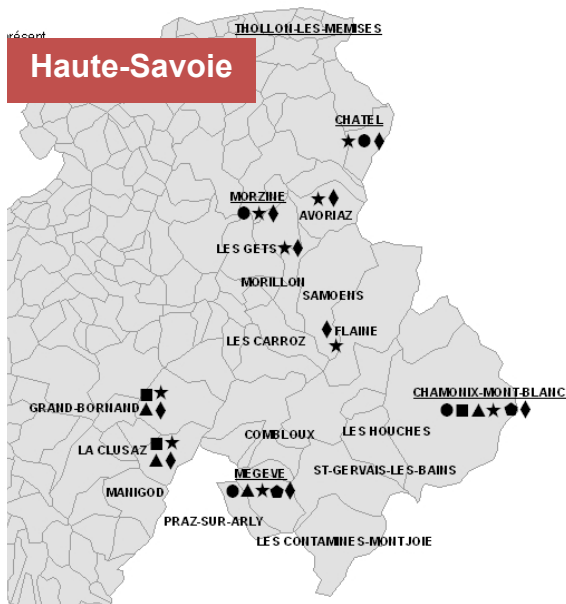 THOLLON-LES-MEMISES
Haute-Savoie
CHATEL
MORZINE
AVORIAZ
LES GETS
MORILLON
SAMOENS
FLAINE
LES CARROZ
CHAMONIX-MONT-BLANC
GRAND-BORNAND
LES HOUCHES
COMBLOUX
LA CLUSAZ
ST-GERVAIS-LES-BAINS
MEGEVE
MANIGOD
PRAZ-SUR-ARLY
LES CONTAMINES-MONTJOIE